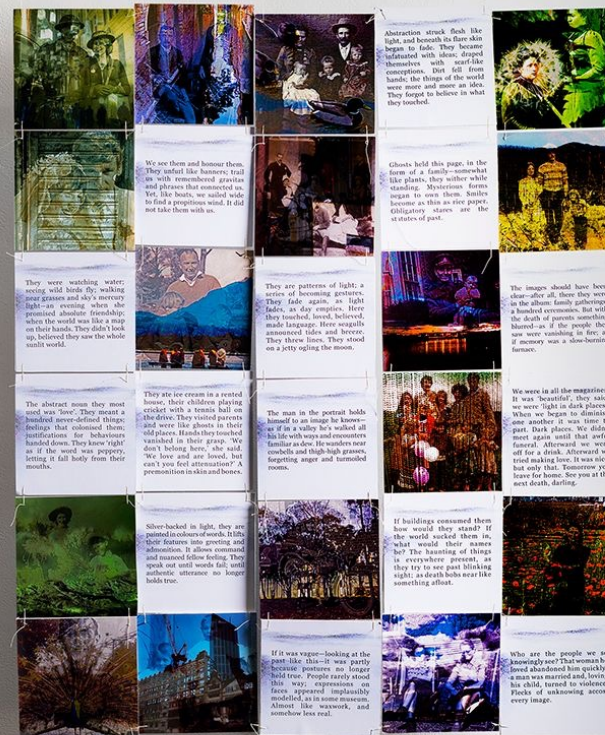 Abstraction struck flesh like
light, and beneath its flare skin
began to fade. They became
infatuated with ideas; draped
themselves with scarf-like
conceptions. Dirt fell from
hands; the things of the world
were more and more an idea.
They forgot to believe in what
they touched.
We see them and honour them.
They unfurl like banners; trail
us with remembered gravitas
and phrases that connected us.
Yet, like boats, we sailed wide
to find a propitious wind. It did
not take them with us.
Ghosts held this page, in the
form of a family—somewhat
like plants, they wither while
standing. Mysterious forms
began to own them. Smiles
become as thin as rice paper.
Obligatory stares are the
statutes of past.
They were watching water;
seeing wild birds fly; walking
near grasses and sky's mercury
light—an evening when she
promised absolute friendship;
when the world was like a map
on their hands. They didn't look
up, believed they saw the whole
sunlit world.
They are patterns of light; a
series of becoming gestures.
They fade again, as light
fades, as day empties. Here
they touched, loved, believed,
made language. Here seagulls
announced tides and breeze.
They threw lines. They stood
on a jetty ogling the moon.
The images should have been
clear—after all, there they were
in the album: family gathering
a hundred ceremonies. But with
the death of parents something
blurred—as if the people they
saw were vanishing in fire;
if memory was a slow-burning
furnace.
The abstract noun they most
used was 'love'. They meant a
hundred never-defined things;
feelings that colonised them;
justifications for behaviours
handed down. They knew 'right'
as if the word was peppery,
letting it fall hotly from their
mouths.
They ate ice cream in a rented
house, their children playing
cricket with a tennis ball on
the drive. They visited parents
and were like ghosts in their
old places. Hands they touched
vanished in their grasp. 'We
don't belong here,' she said.
'We love and are loved, but
can't you feel attenuation?' A
premonition in skin and bones.
The man in the portrait holds
himself to an image he knows—
as if in a valley he's walked all
his life with ways and encounters
familiar as dew. He wanders near
cowbells and thigh-high grasses,
forgetting anger and turmoiled
rooms.
We were in all the magazines
It was 'beautiful', they said
we were 'light in dark places
When we began to diminish
one another it was time
past. Dark places. We didn
meet again until that
funeral. Afterward we were
off for a drink. Afterward
tried making love. It was nice
but only that. Tomorrow
leave for home. See you at the
next death, darling.
Silver-backed in light, they are
painted in colours of words. It lifts
their features into greeting and
admonition. It allows command
and nuanced fellow feeling. They
speak out until words fail; until
authentic utterance no longer
holds true.
If buildings consumed them
how would they stand? If
the world sucked them in,
what would their names
be? The haunting of things
is everywhere present, as
they try to see past blinking
sight; as death bobs near like
something afloat.
If it was vague—looking at the
past like this—it was partly
because postures no longer
held true. People rarely stood
this way; expressions on
faces appeared implausibly
modelled, as in some museum.
Almost like waxwork, and
somehow less real.
Who are the people we
knowingly see? That woman
loved abandoned him quickly
a man was married and, loving
his child, turned to violence
Flecks of unknowing
every image.